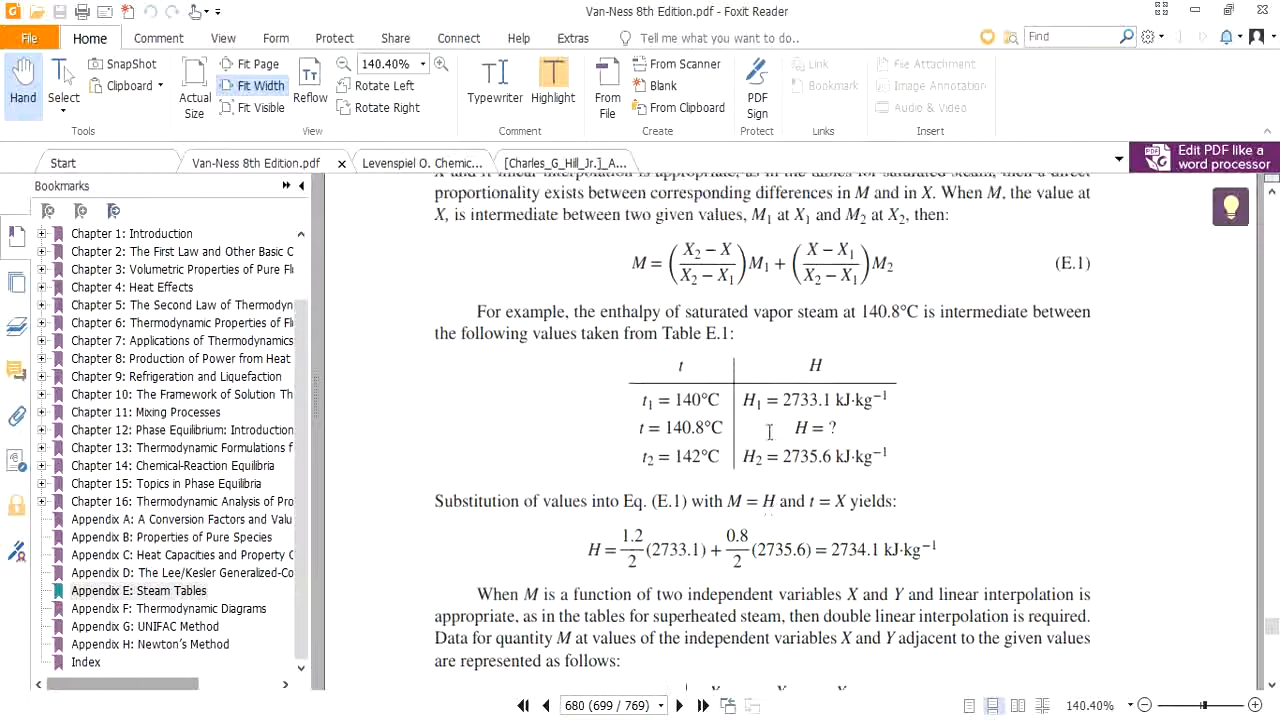 Van-Ness 8th Edition.pdf - Foxit Reader
File Home Comment View Form Protect Share Connect Help Extras Tell me what you want to do.. Find
Hand
Select
SnapShot
Clipboard
Tools
Actual Size
Fit Page
Fit Width
Fit Visible
Reflow
140.40%
Rotate Left
Rotate Right
View
Typewriter
Highlight
Comment
From File
From Scanner
Blank
From Clipboard
Create
PDF Sign
Protect
Link
Bookmark
Links
File Attachment
Image Annotation
Audio & Video
Insert
Start Van-Ness 8th Edition.pdf Levenspiel O. Chemic... [Charles_G_Hill_Jr.]_A...
Edit PDF like a
word processor
Bookmarks
Chapter 1: Introduction
Chapter 2: The First Law and Other Basic C
Chapter 3: Volumetric Properties of Pure Fl
Chapter 4: Heat Effects
Chapter 5: The Second Law of Thermodyn
Chapter 6: Thermodynamic Properties of Fl
Chapter 7: Applications of Thermodynamics
Chapter 8: Production of Power from Heat
Chapter 9: Refrigeration and Liquefaction
Chapter 10: The Framework of Solution Th
Chapter 11: Mixing Processes
Chapter 12: Phase Equilibrium: Introduction
Chapter 13: Thermodynamic Formulations f
Chapter 14: Chemical-Reaction Equilibria
Chapter 15: Topics in Phase Equilibria
Chapter 16: Thermodynamic Analysis of Pro
Appendix A: A Conversion Factors and Valu
Appendix B: Properties of Pure Species
Appendix C: Heat Capacities and Property C
Appendix D: The Lee/Kesler Generalized-Co
Appendix E: Steam Tables
Appendix F: Thermodynamic Diagrams
Appendix G: UNIFAC Method
Appendix H: Newton's Method
Index
proportionality exists between corresponding differences in M and in X. When M, the value at
X, is intermediate between two given values, M₁ at X₁ and M₂ at X₂, then:
M = ((X₂ − X)/(X₂ − X₁))M₁ + ((X − X₁)/(X₂ − X₁))M₂ (E.1)
For example, the enthalpy of saturated vapor steam at 140.8°C is intermediate between
the following values taken from Table E.1:
t H
t₁ = 140°C H₁ = 2733.1 kJ·kg⁻¹
t = 140.8°C H = ?
t₂ = 142°C H₂ = 2735.6 kJ·kg⁻¹
Substitution of values into Eq. (E.1) with M = H and t = X yields:
H = 1.2/2 (2733.1) + 0.8/2 (2735.6) = 2734.1 kJ·kg⁻¹
When M is a function of two independent variables X and Y and linear interpolation is
appropriate, as in the tables for superheated steam, then double linear interpolation is required.
Data for quantity M at values of the independent variables X and Y adjacent to the given values
are represented as follows:
680 (699 / 769) 140.40%